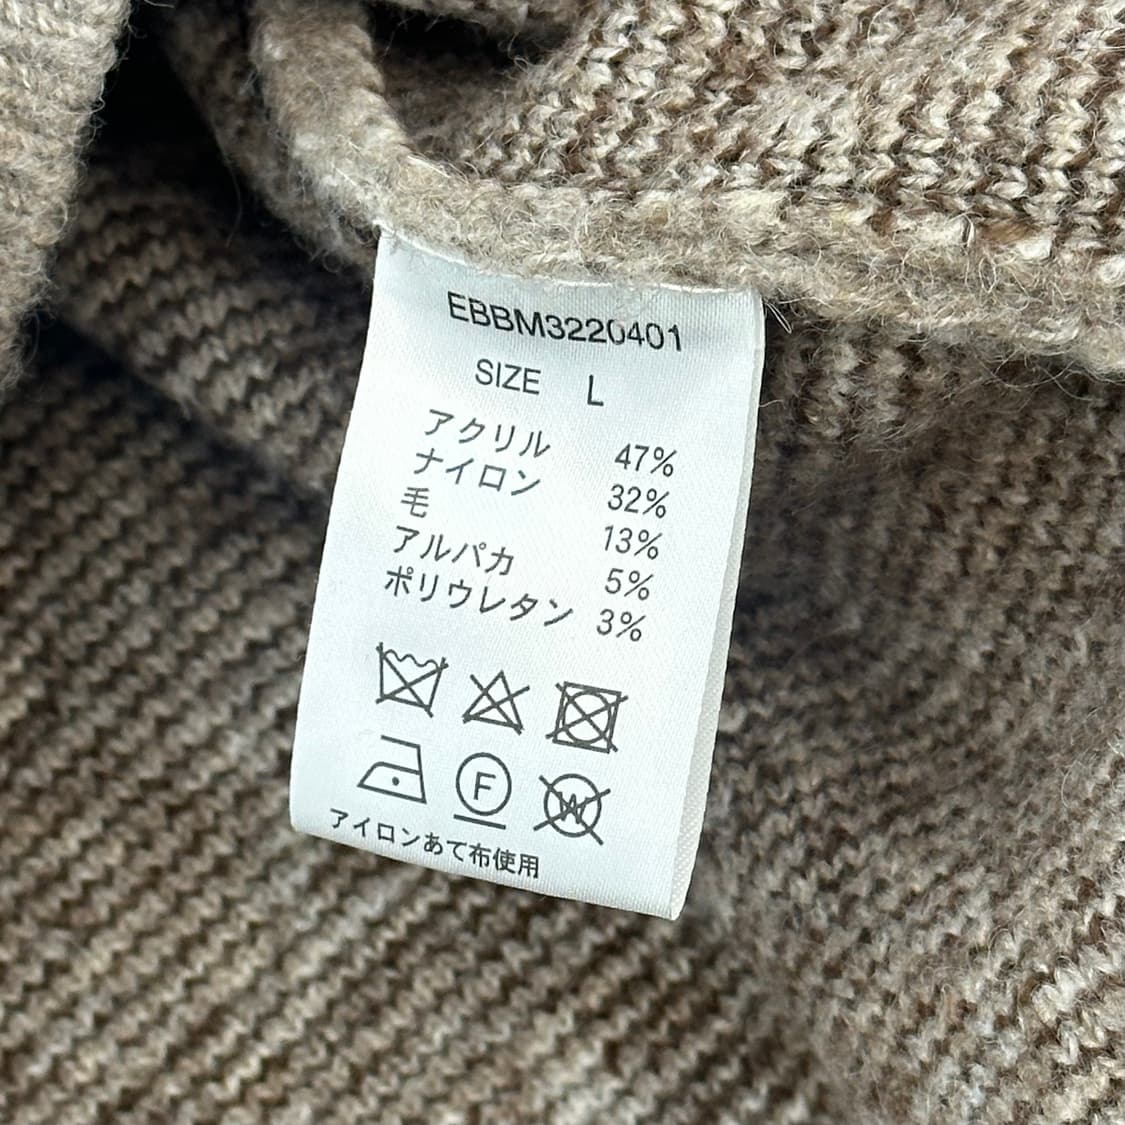 EBBM3220401
SIZE L
アクリル 47%
ナイロン 32%
毛 13%
アルパカ 5%
ポリウレタン 3%
F W
アイロンあて布使用